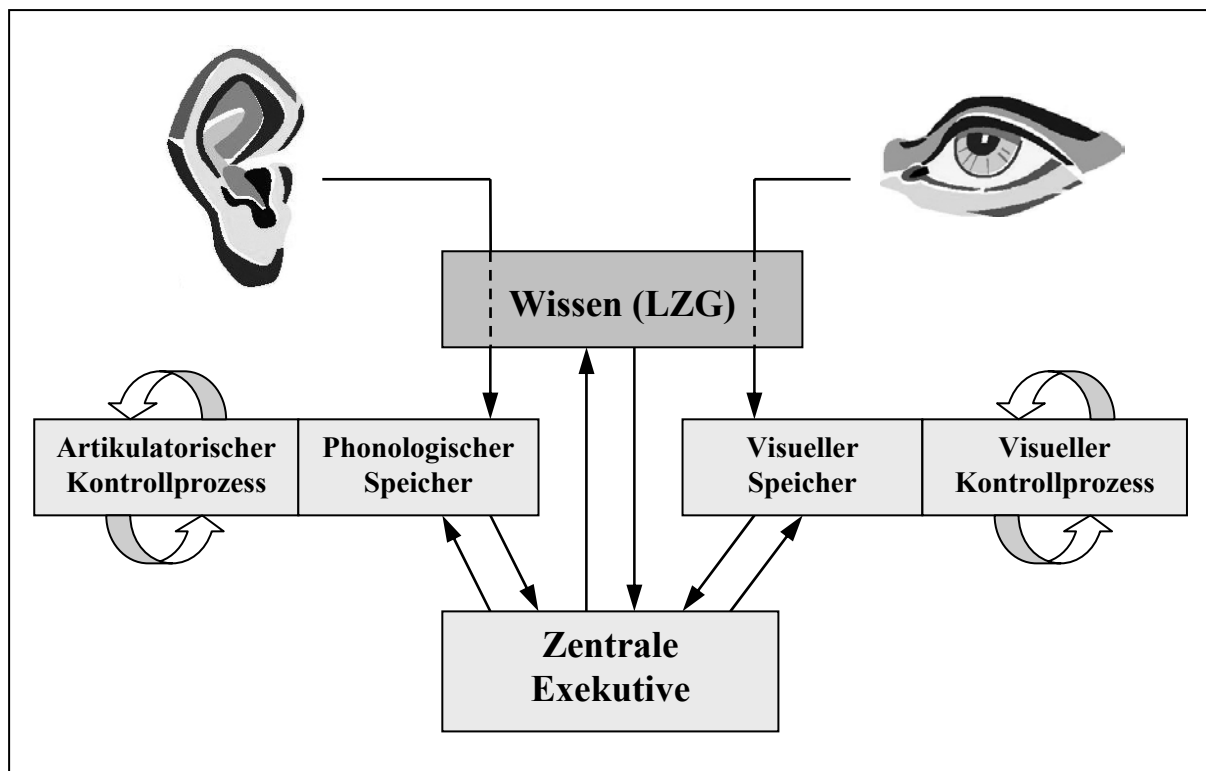 Wissen (LZG)
Artikulatorischer
Kontrollprozess
Phonologischer
Speicher
Visueller
Speicher
Visueller
Kontrollprozess
Zentrale
Exekutive